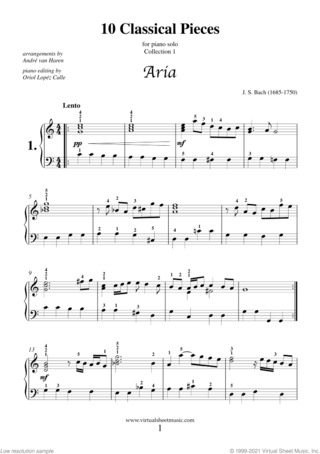 10 Classical Pieces
for piano solo
Collection 1
arrangements by
André van Haren
piano editing by
Oriol Lopéz Calle
Aria
J. S. Bach (1685-1750)
Lento
1.
pp
mf
5
9
13
mf
www.virtualsheetmusic.com
1
Low resolution sample
© 1999-2021 Virtual Sheet Music, Inc.